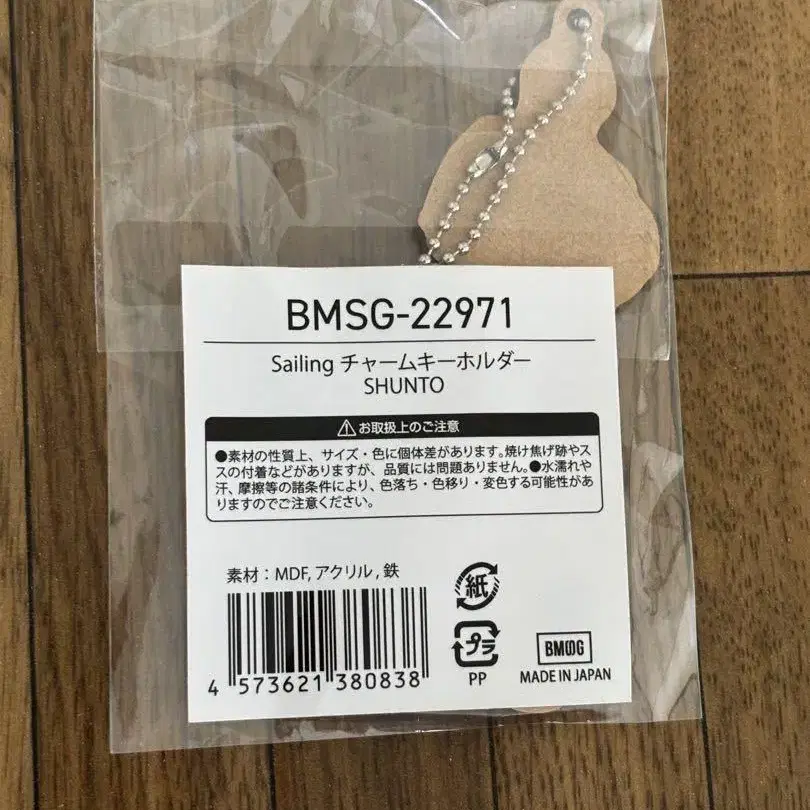 BMSG-22971
Sailing チャームキーホルダー
SHUNTO
お取扱上のご注意
●素材の性質上、サイズ・色に個体差があります。焼け焦げ跡やス
スの付着などがありますが、品質には問題ありません。●水濡れや
汗、摩擦等の諸条件により、色落ち・色移り・変色する可能性があ
りますのでご注意ください。
素材：MDF, アクリル , 鉄
4 573621 380838
紙
プラ
PP
BMSG
MADE IN JAPAN